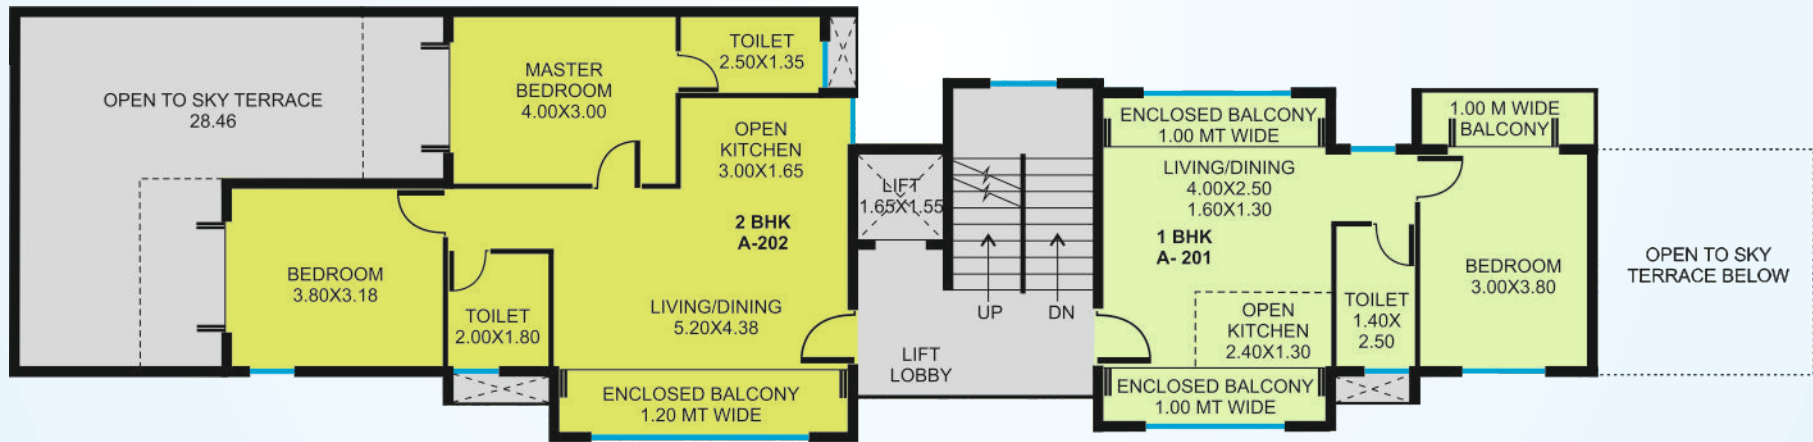 OPEN TO SKY TERRACE
28.46
MASTER
BEDROOM
4.00X3.00
TOILET
2.50X1.35
OPEN
KITCHEN
3.00X1.65
2 BHK
A-202
BEDROOM
3.80X3.18
TOILET
2.00X1.80
LIVING/DINING
5.20X4.38
ENCLOSED BALCONY
1.20 MT WIDE
LIFT
1.65X1.55
UP
DN
LIFT
LOBBY
ENCLOSED BALCONY
1.00 MT WIDE
LIVING/DINING
4.00X2.50
1.60X1.30
1 BHK
A- 201
OPEN
KITCHEN
2.40X1.30
ENCLOSED BALCONY
1.00 MT WIDE
TOILET
1.40X
2.50
1.00 M WIDE
BALCONY
BEDROOM
3.00X3.80
OPEN TO SKY
TERRACE BELOW